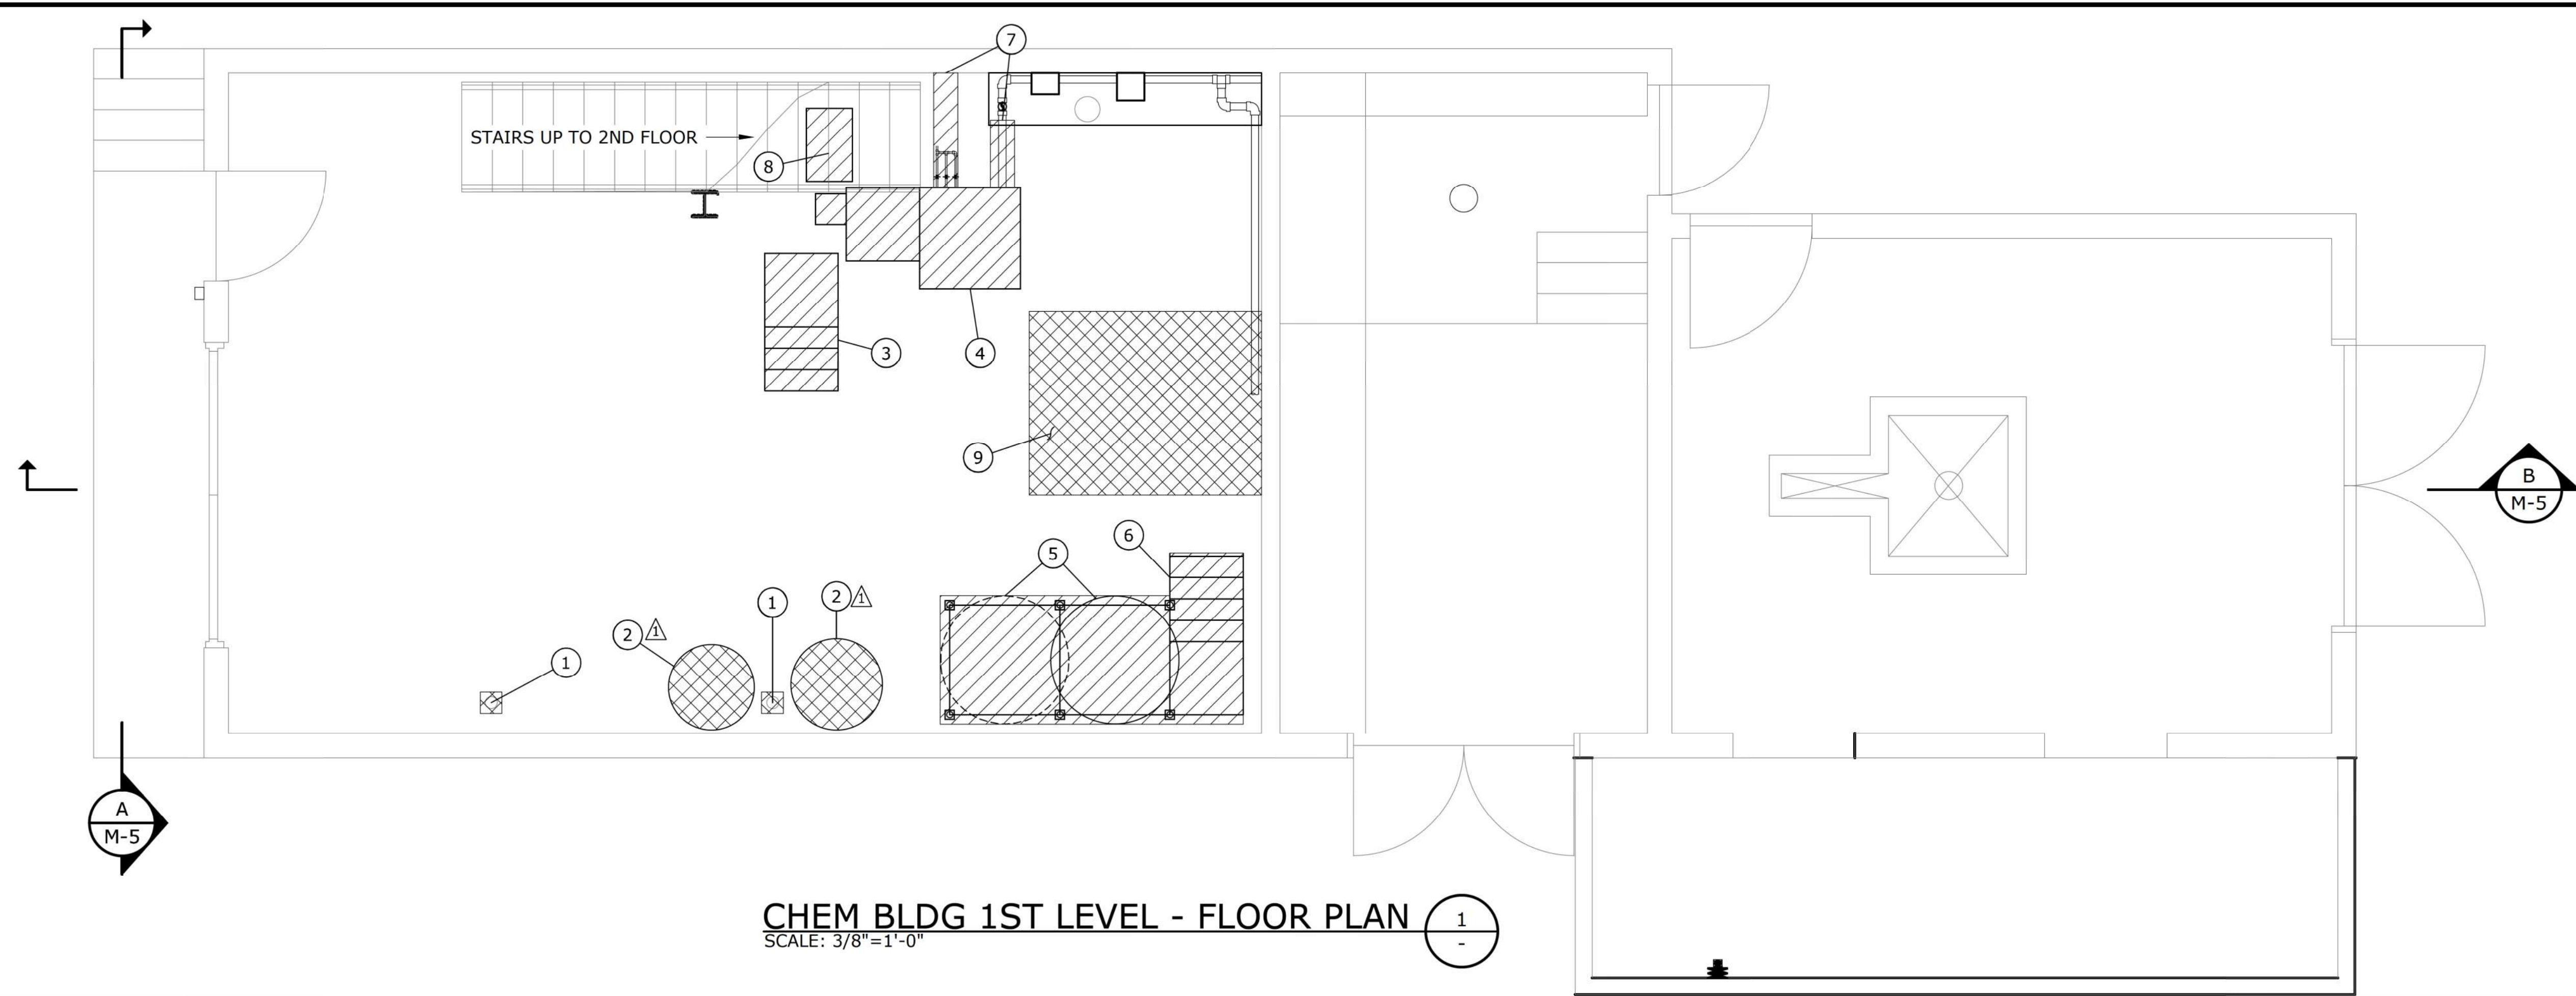 7
STAIRS UP TO 2ND FLOOR
8
3
4
9
B
M-5
6
5
1
2 1
2 1
1
A
M-5
CHEM BLDG 1ST LEVEL - FLOOR PLAN
1
-
SCALE: 3/8"=1'-0"